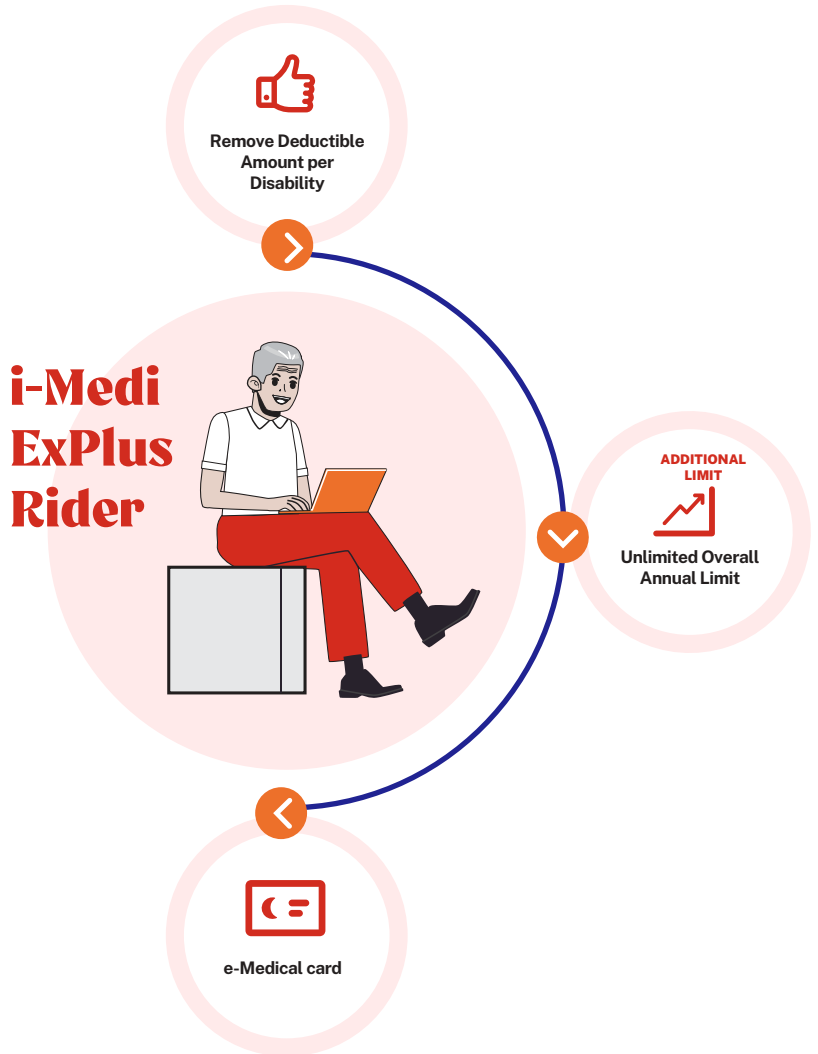 Remove Deductible
Amount per
Disability
i-Medi
ExPlus
Rider
ADDITIONAL
LIMIT
Unlimited Overall
Annual Limit
e-Medical card